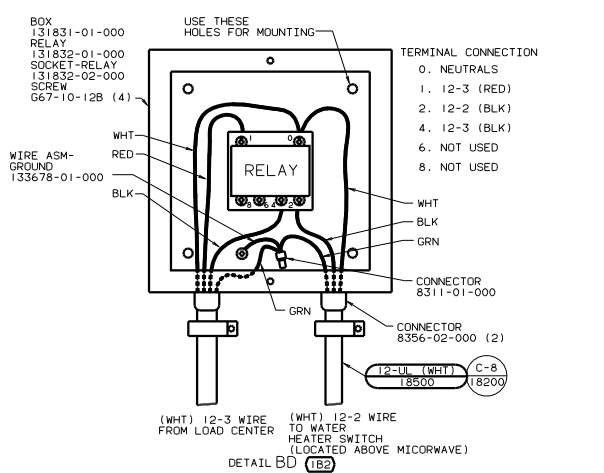 BOX
131831-01-000
RELAY
131832-01-000
SOCKET-RELAY
131832-02-000
SCREW
G67-10-12B (4)
USE THESE
HOLES FOR MOUNTING
TERMINAL CONNECTION
0. NEUTRALS
1. 12-3 (RED)
2. 12-2 (BLK)
4. 12-3 (BLK)
6. NOT USED
8. NOT USED
WHT
RED
WIRE ASM-
GROUND
133678-01-000
BLK
1 0
RELAY
8 6 4 2
WHT
BLK
GRN
CONNECTOR
8311-01-000
GRN
CONNECTOR
8356-02-000 (2)
12-UL (WHT)
18500
C-8
18200
(WHT) 12-3 WIRE
FROM LOAD CENTER
(WHT) 12-2 WIRE
TO WATER
HEATER SWITCH
(LOCATED ABOVE MICORWAVE)
DETAIL BD 1B2